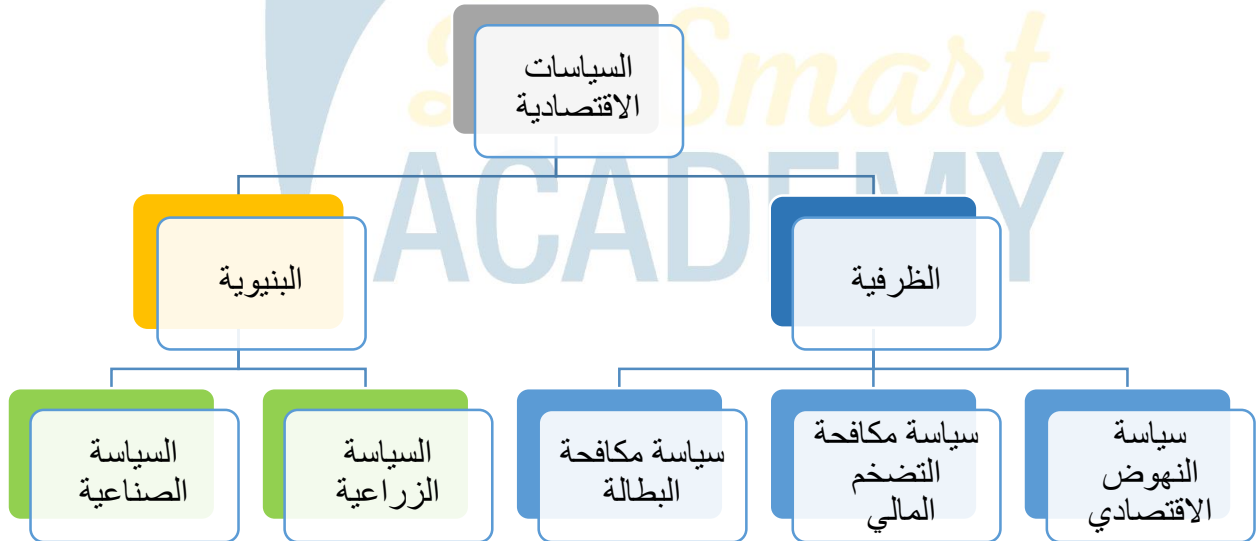 السياسات
الاقتصادية
Smart
ACADEMY
الظرفية
البنيوية
سياسة
النهوض
الاقتصادي
سياسة مكافحة
التضخم
المالي
سياسة مكافحة
البطالة
السياسة
الزراعية
السياسة
الصناعية